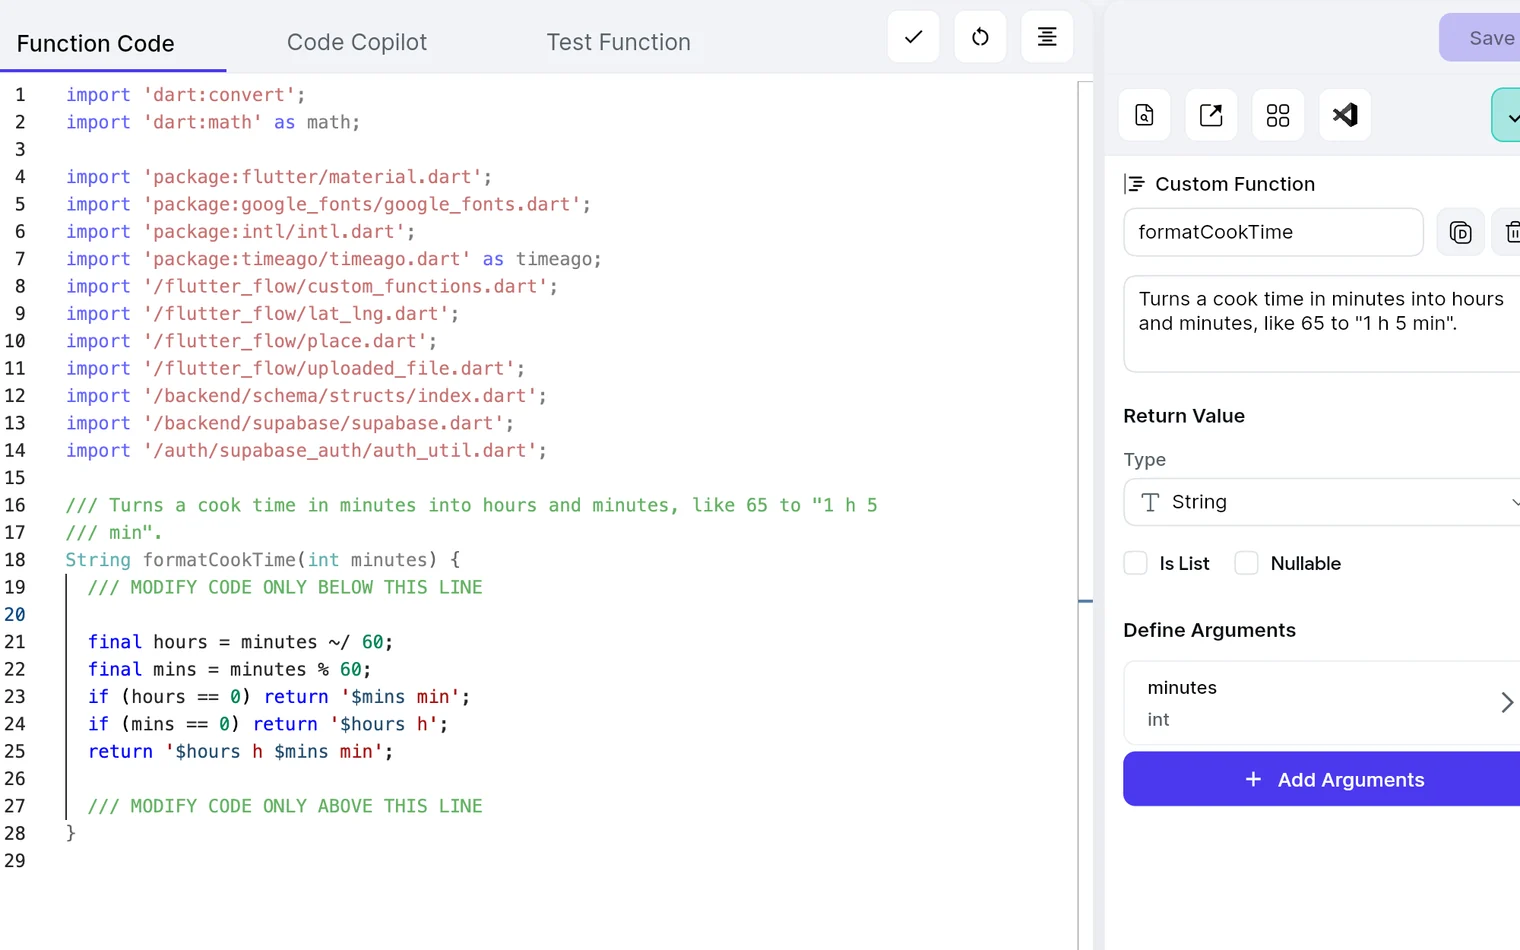 Function Code
Code Copilot
Test Function
1 import 'dart:convert';
2 import 'dart:math' as math;
3
4 import 'package:flutter/material.dart';
5 import 'package:google_fonts/google_fonts.dart';
6 import 'package:intl/intl.dart';
7 import 'package:timeago/timeago.dart' as timeago;
8 import '/flutter_flow/custom_functions.dart';
9 import '/flutter_flow/lat_lng.dart';
10 import '/flutter_flow/place.dart';
11 import '/flutter_flow/uploaded_file.dart';
12 import '/backend/schema/structs/index.dart';
13 import '/backend/supabase/supabase.dart';
14 import '/auth/supabase_auth/auth_util.dart';
15
16 /// Turns a cook time in minutes into hours and minutes, like 65 to "1 h 5
17 /// min".
18 String formatCookTime(int minutes) {
19   /// MODIFY CODE ONLY BELOW THIS LINE
20
21   final hours = minutes ~/ 60;
22   final mins = minutes % 60;
23   if (hours == 0) return '$mins min';
24   if (mins == 0) return '$hours h';
25   return '$hours h $mins min';
26
27   /// MODIFY CODE ONLY ABOVE THIS LINE
28 }
29
Save
Custom Function
formatCookTime
Turns a cook time in minutes into hours
and minutes, like 65 to "1 h 5 min".
Return Value
Type
String
Is List
Nullable
Define Arguments
minutes
int
+ Add Arguments